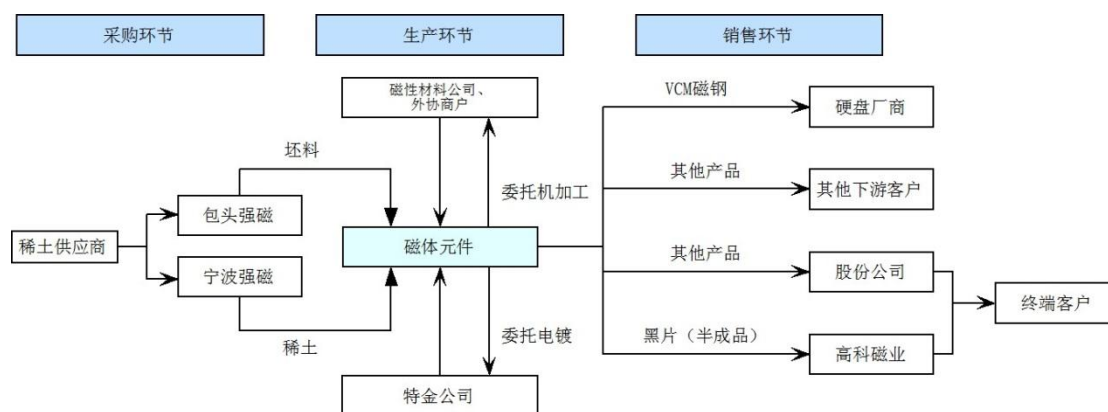 采购环节
生产环节
销售环节
磁性材料公司、
外协商户
VCM磁钢
硬盘厂商
坯料
委托机加工
其他产品
其他下游客户
包头强磁
稀土供应商
磁体元件
宁波强磁
其他产品
股份公司
终端客户
稀土
委托电镀
黑片（半成品）
高科磁业
特金公司